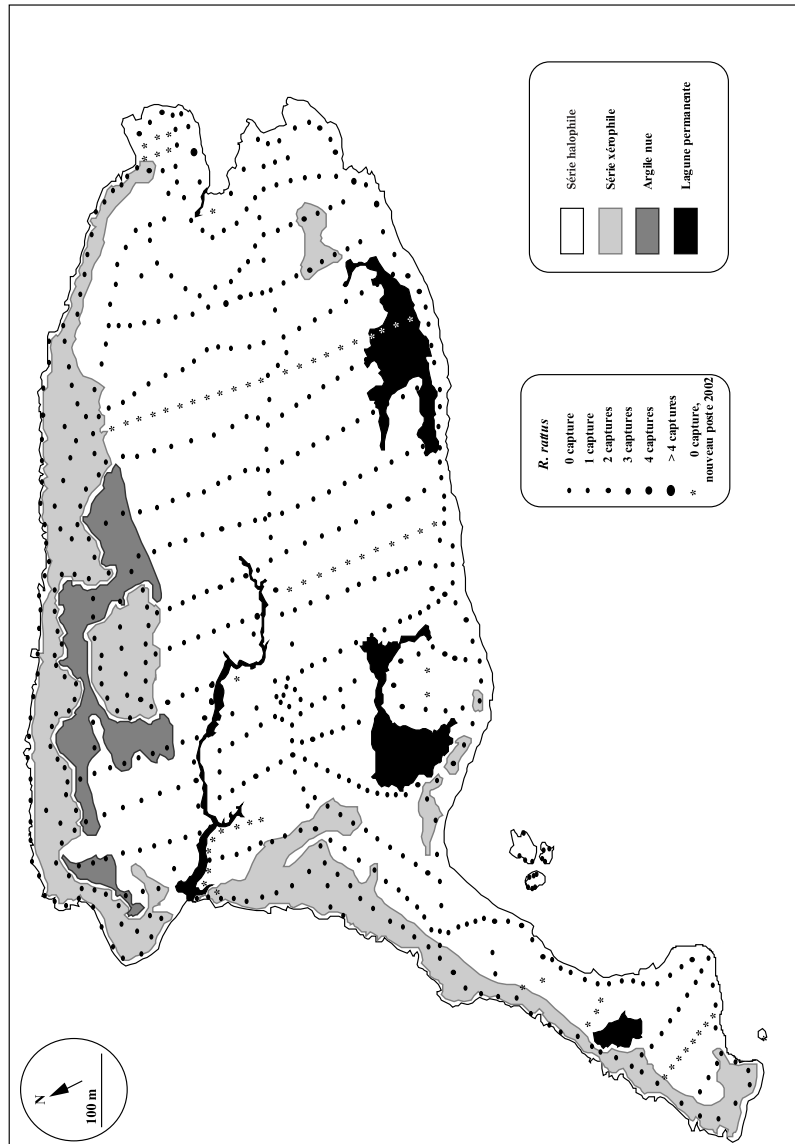 Série halophile
Série xérophile
Argile nue
Lagune permanente
R. rattus
0 capture
1 capture
2 captures
3 captures
4 captures
> 4 captures
* 0 capture,
nouveau poste 2002
N
100 m